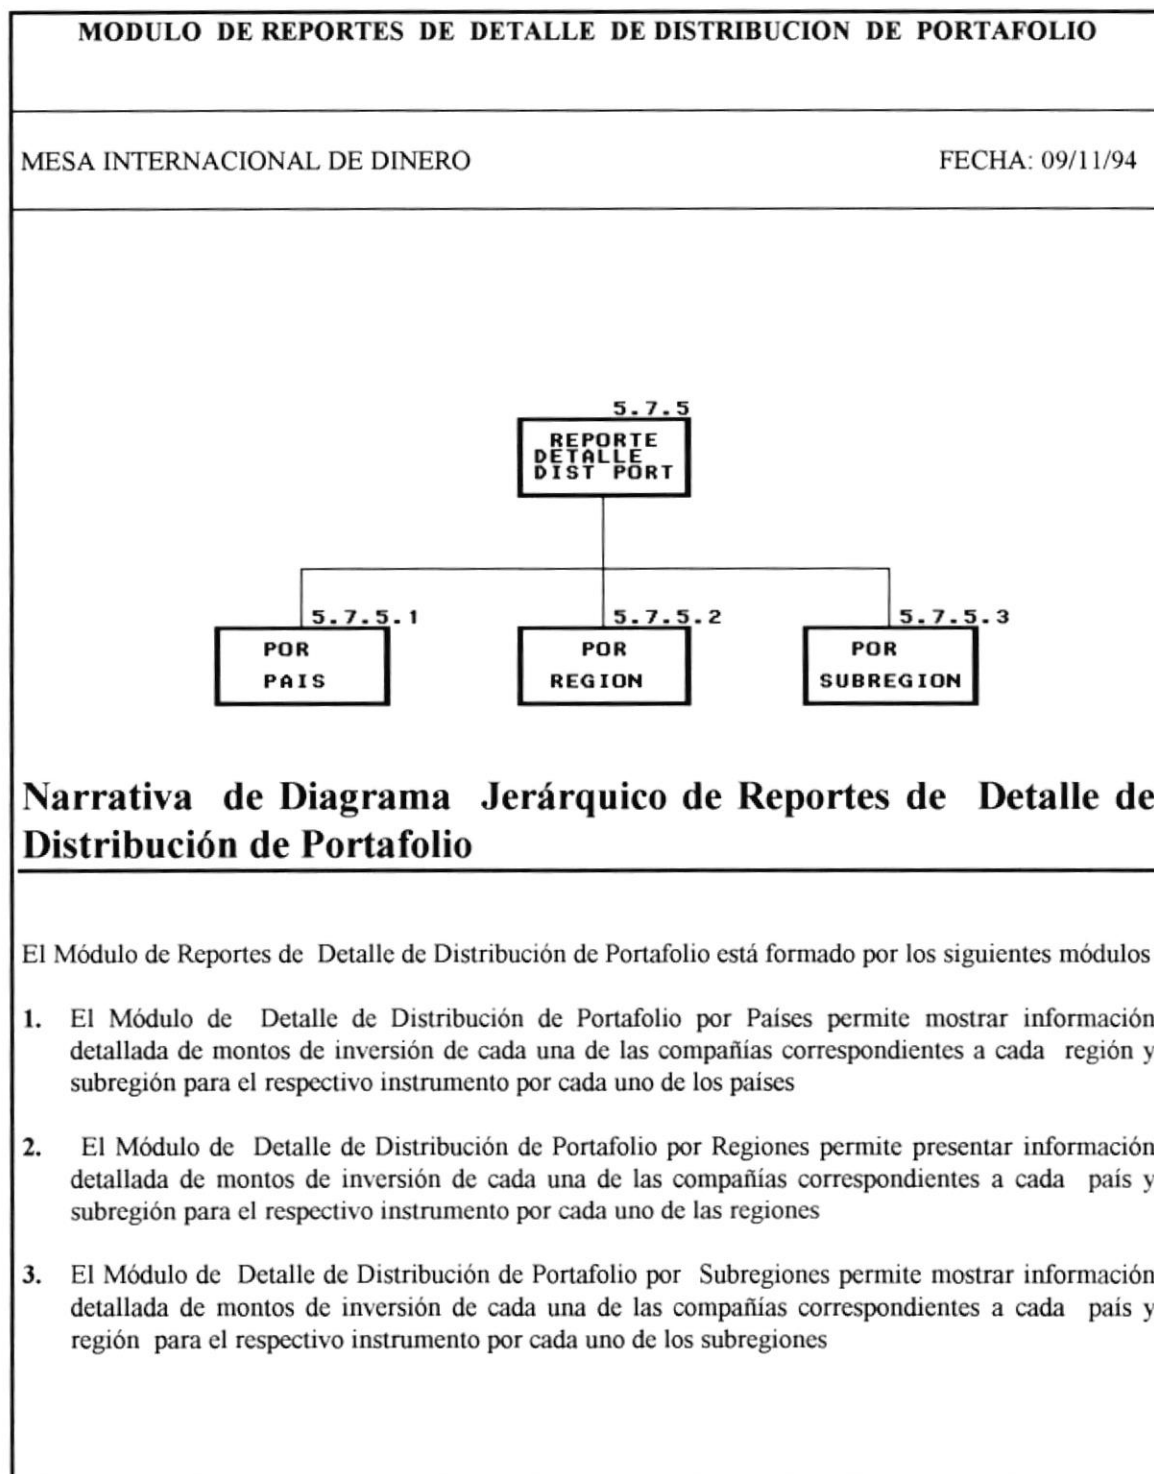 MODULO DE REPORTES DE DETALLE DE DISTRIBUCION DE PORTAFOLIO
MESA INTERNACIONAL DE DINERO FECHA: 09/11/94
5.7.5
REPORTE
DETALLE
DIST PORT
5.7.5.1
POR
PAIS
5.7.5.2
POR
REGION
5.7.5.3
POR
SUBREGION
Narrativa de Diagrama Jerárquico de Reportes de Detalle de
Distribución de Portafolio
El Módulo de Reportes de Detalle de Distribución de Portafolio está formado por los siguientes módulos
1. El Módulo de Detalle de Distribución de Portafolio por Países permite mostrar información
detallada de montos de inversión de cada una de las compañías correspondientes a cada región y
subregión para el respectivo instrumento por cada uno de los países
2. El Módulo de Detalle de Distribución de Portafolio por Regiones permite presentar información
detallada de montos de inversión de cada una de las compañías correspondientes a cada país y
subregión para el respectivo instrumento por cada uno de las regiones
3. El Módulo de Detalle de Distribución de Portafolio por Subregiones permite mostrar información
detallada de montos de inversión de cada una de las compañías correspondientes a cada país y
región para el respectivo instrumento por cada uno de los subregiones